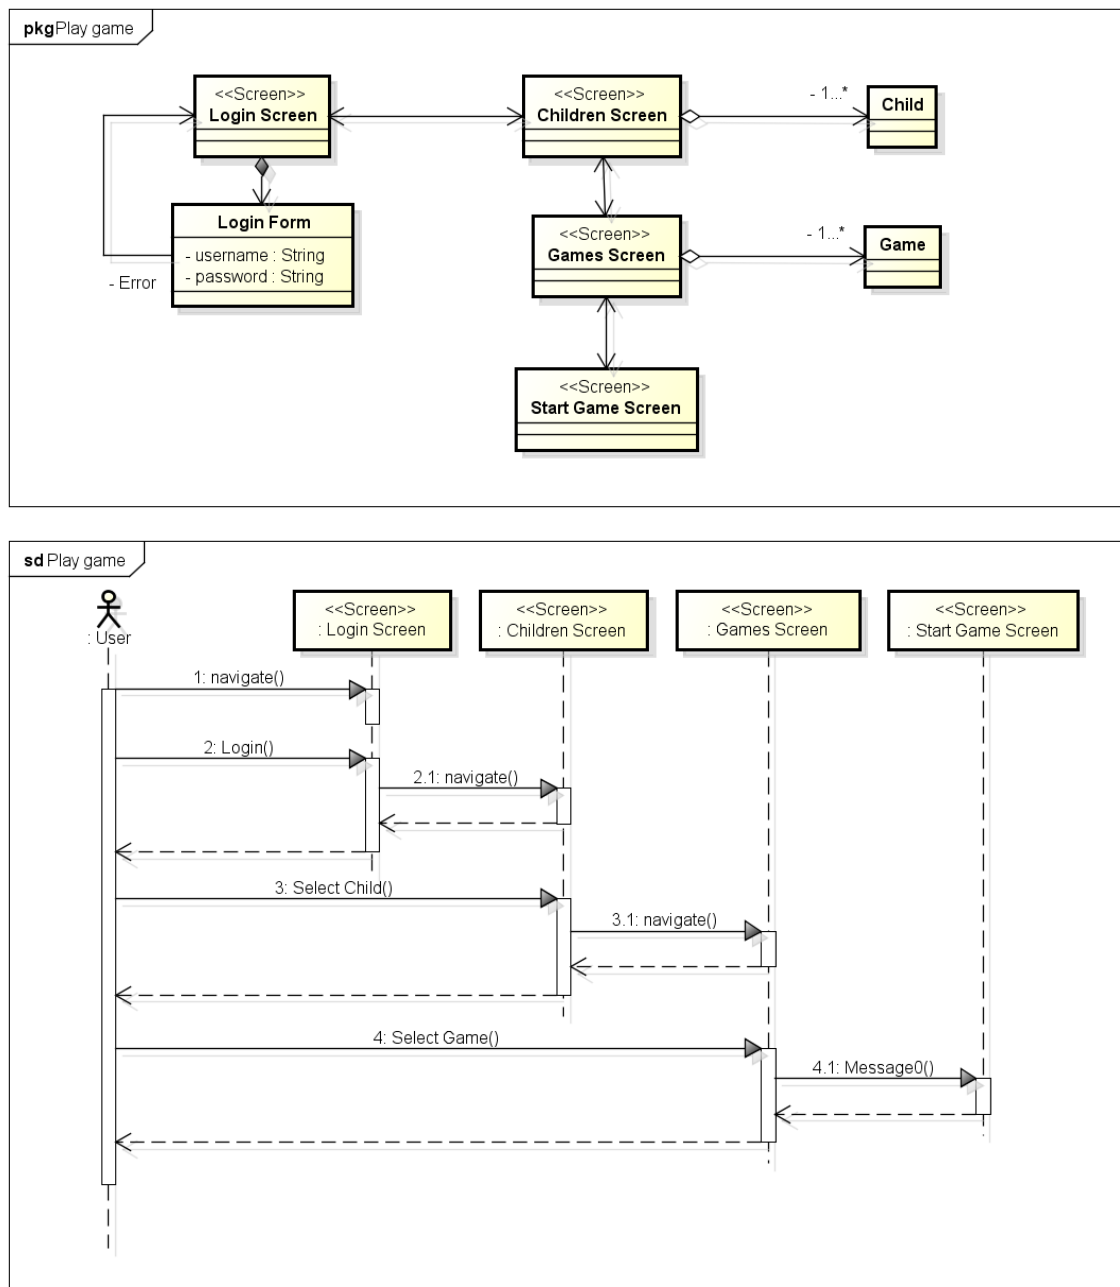 pkg Play game
<<Screen>>
Login Screen
<<Screen>>
Children Screen
- 1...*
Child
Login Form
- username : String
- password : String
- Error
<<Screen>>
Games Screen
- 1...*
Game
<<Screen>>
Start Game Screen
sd Play game
: User
<<Screen>>
: Login Screen
<<Screen>>
: Children Screen
<<Screen>>
: Games Screen
<<Screen>>
: Start Game Screen
1: navigate()
2: Login()
2.1: navigate()
3: Select Child()
3.1: navigate()
4: Select Game()
4.1: Message0()